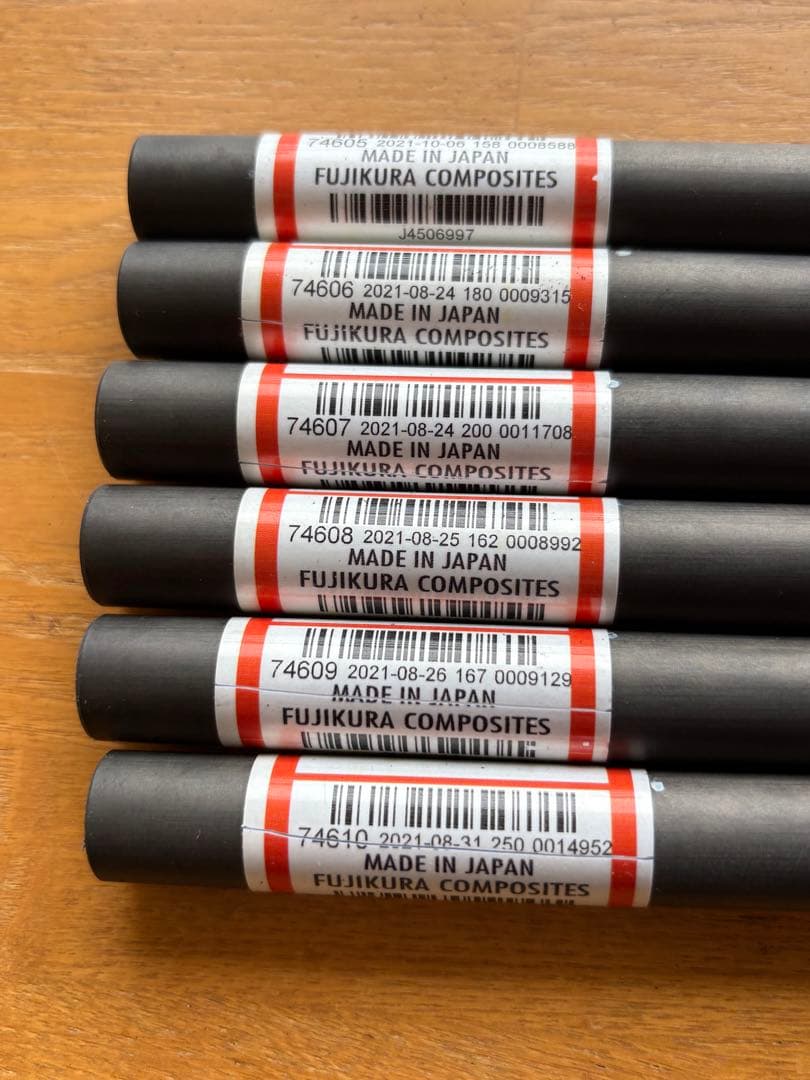 74605 2021-10-06 158 0008588
MADE IN JAPAN
FUJIKURA COMPOSITES
J4506997
74606 2021-08-24 180 0009315
MADE IN JAPAN
FUJIKURA COMPOSITES
74607 2021-08-24 200 0011708
MADE IN JAPAN
FUJIKURA COMPOSITES
74608 2021-08-25 162 0008992
MADE IN JAPAN
FUJIKURA COMPOSITES
74609 2021-08-26 167 0009129
MADE IN JAPAN
FUJIKURA COMPOSITES
74610 2021-08-31 250 0014952
MADE IN JAPAN
FUJIKURA COMPOSITES